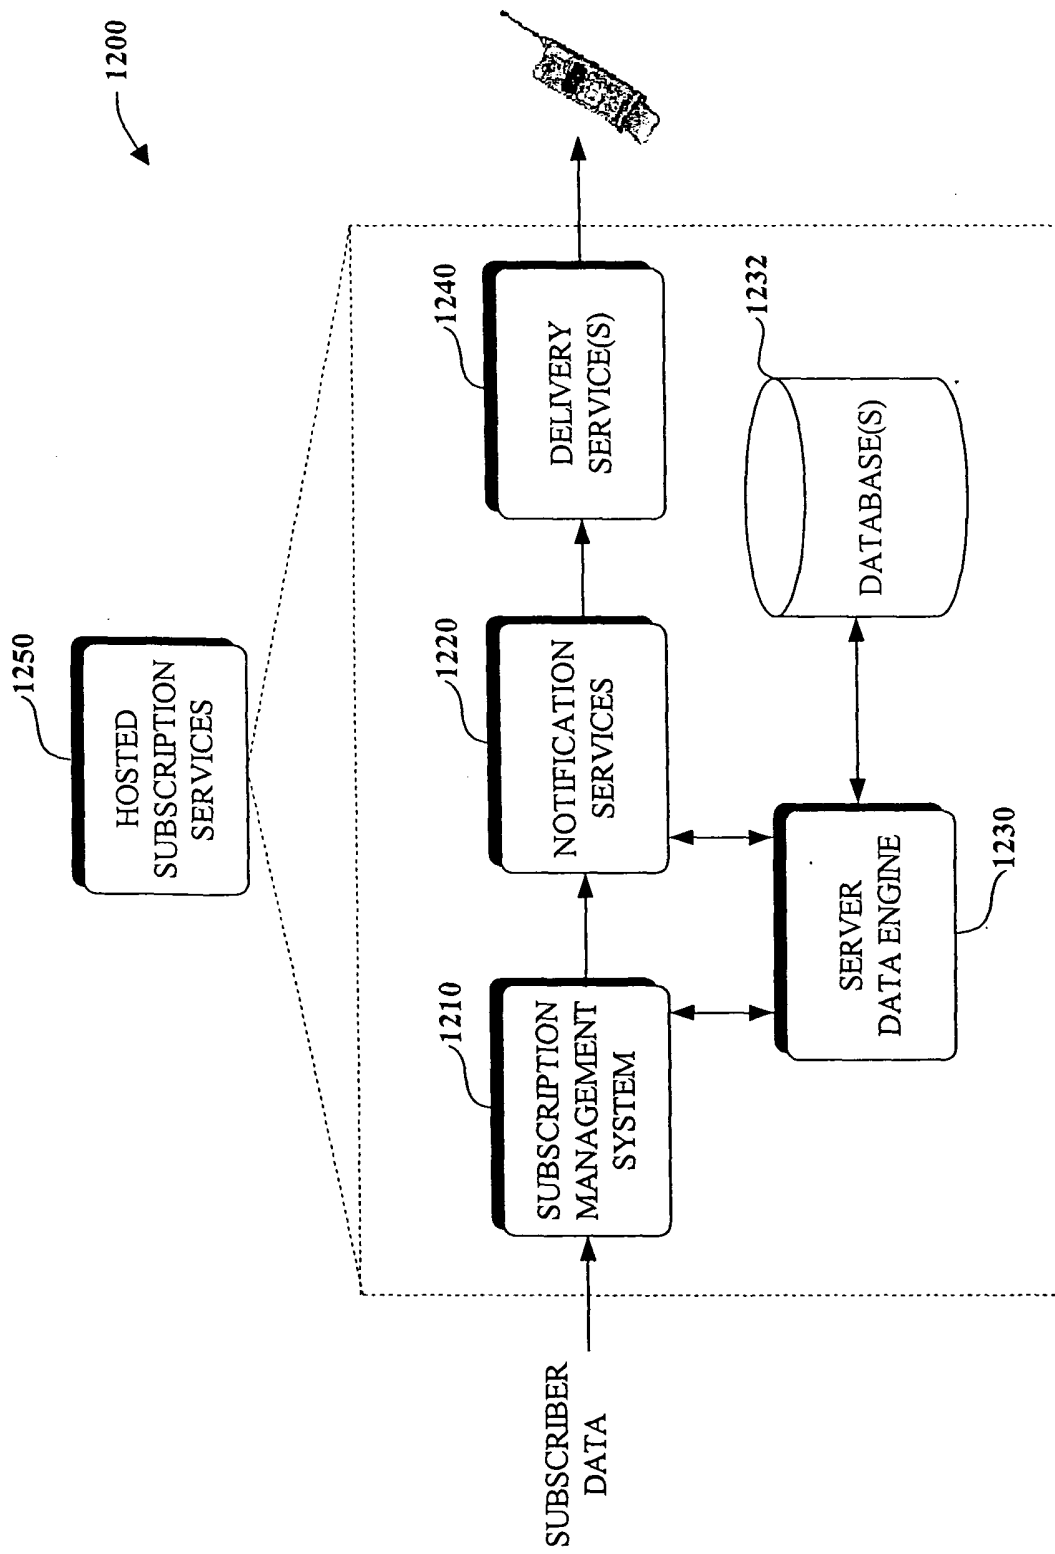 1200
1250
HOSTED
SUBSCRIPTION
SERVICES
1210
SUBSCRIPTION
MANAGEMENT
SYSTEM
1220
NOTIFICATION
SERVICES
1240
DELIVERY
SERVICE(S)
SUBSCRIBER
DATA
SERVER
DATA ENGINE
1230
DATABASE(S)
1232